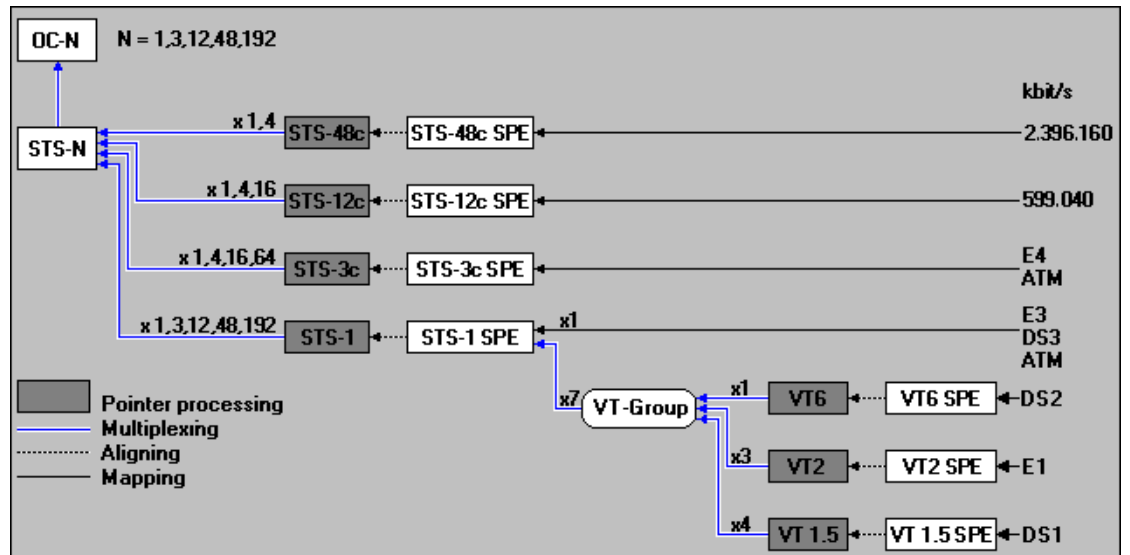 OC-N N = 1,3,12,48,192
kbit/s
STS-N x 1,4 STS-48c STS-48c SPE 2.396.160
x 1,4,16 STS-12c STS-12c SPE 599.040
x 1,4,16,64 STS-3c STS-3c SPE E4
ATM
x 1,3,12,48,192 STS-1 STS-1 SPE x1 E3
DS3
ATM
Pointer processing
Multiplexing
Aligning
Mapping
x7 VT-Group x1 VT6 VT6 SPE DS2
x3 VT2 VT2 SPE E1
x4 VT 1.5 VT 1.5 SPE DS1